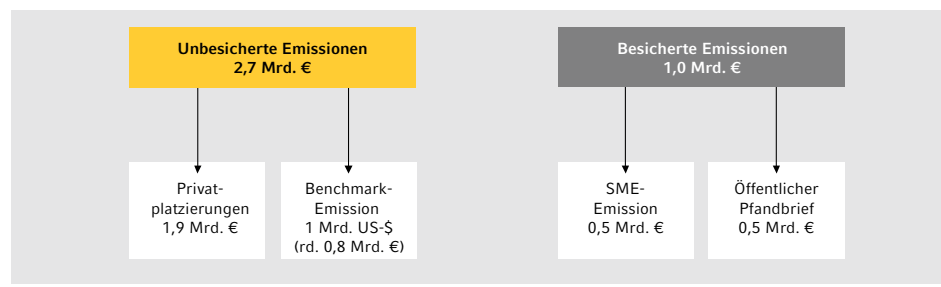 Unbesicherte Emissionen
2,7 Mrd. €
Besicherte Emissionen
1,0 Mrd. €
Privat-
platzierungen
1,9 Mrd. €
Benchmark-
Emission
1 Mrd. US-$
(rd. 0,8 Mrd. €)
SME-
Emission
0,5 Mrd. €
Öffentlicher
Pfandbrief
0,5 Mrd. €